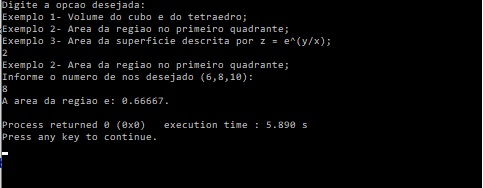 Digite a opcao desejada:
Exemplo 1- Volume do cubo e do tetraedro;
Exemplo 2- Area da regiao no primeiro quadrante;
Exemplo 3- Area da superficie descrita por z = e^(y/x);
2
Exemplo 2- Area da regiao no primeiro quadrante;
Informe o numero de nos desejado (6,8,10):
8
A area da regiao e: 0.66667.
Process returned 0 (0x0)   execution time : 5.890 s
Press any key to continue.